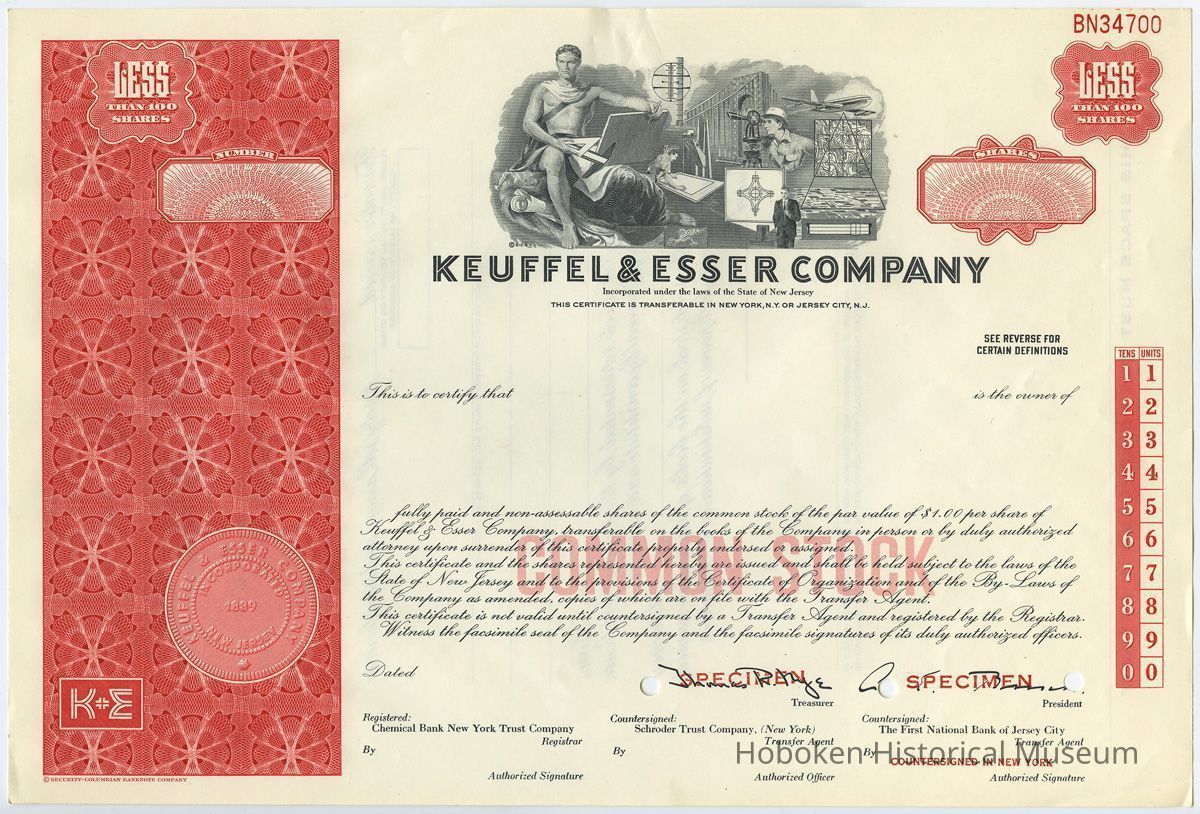 BN34700
LESS
THAN 100
SHARES
LESS
THAN 100
SHARES
NUMBER
SHARES
KEUFFEL & ESSER COMPANY
Incorporated under the laws of the State of New Jersey
THIS CERTIFICATE IS TRANSFERABLE IN NEW YORK, N.Y. OR JERSEY CITY, N.J.
SEE REVERSE FOR
CERTAIN DEFINITIONS
TENS UNITS
1 1
2 2
3 3
4 4
5 5
6 6
7 7
8 8
9 9
0 0
This is to certify that
is the owner of
COMMON STOCK
fully paid and non-assessable shares of the common stock of the par value of $1.00 per share of
Keuffel & Esser Company, transferable on the books of the Company in person or by duly authorized
attorney upon surrender of this certificate properly endorsed or assigned.
This certificate and the shares represented hereby are issued and shall be held subject to the laws of the
State of New Jersey and to the provisions of the Certificate of Organization and of the By-Laws of
the Company as amended, copies of which are on file with the Transfer Agent.
This certificate is not valid until countersigned by a Transfer Agent and registered by the Registrar.
Witness the facsimile seal of the Company and the facsimile signatures of its duly authorized officers.
KEUFFEL & ESSER COMPANY
INCORPORATED
1889
NEW JERSEY
K+E
Dated
SPECIMEN
Treasurer
SPECIMEN
President
Registered:
Chemical Bank New York Trust Company
Registrar
By
Authorized Signature
Countersigned:
Schroder Trust Company, (New York)
Transfer Agent
By
Authorized Officer
Countersigned:
The First National Bank of Jersey City
Transfer Agent
By
COUNTERSIGNED IN NEW YORK
Authorized Signature
Hoboken Historical Museum
© SECURITY-COLUMBIAN BANKNOTE COMPANY